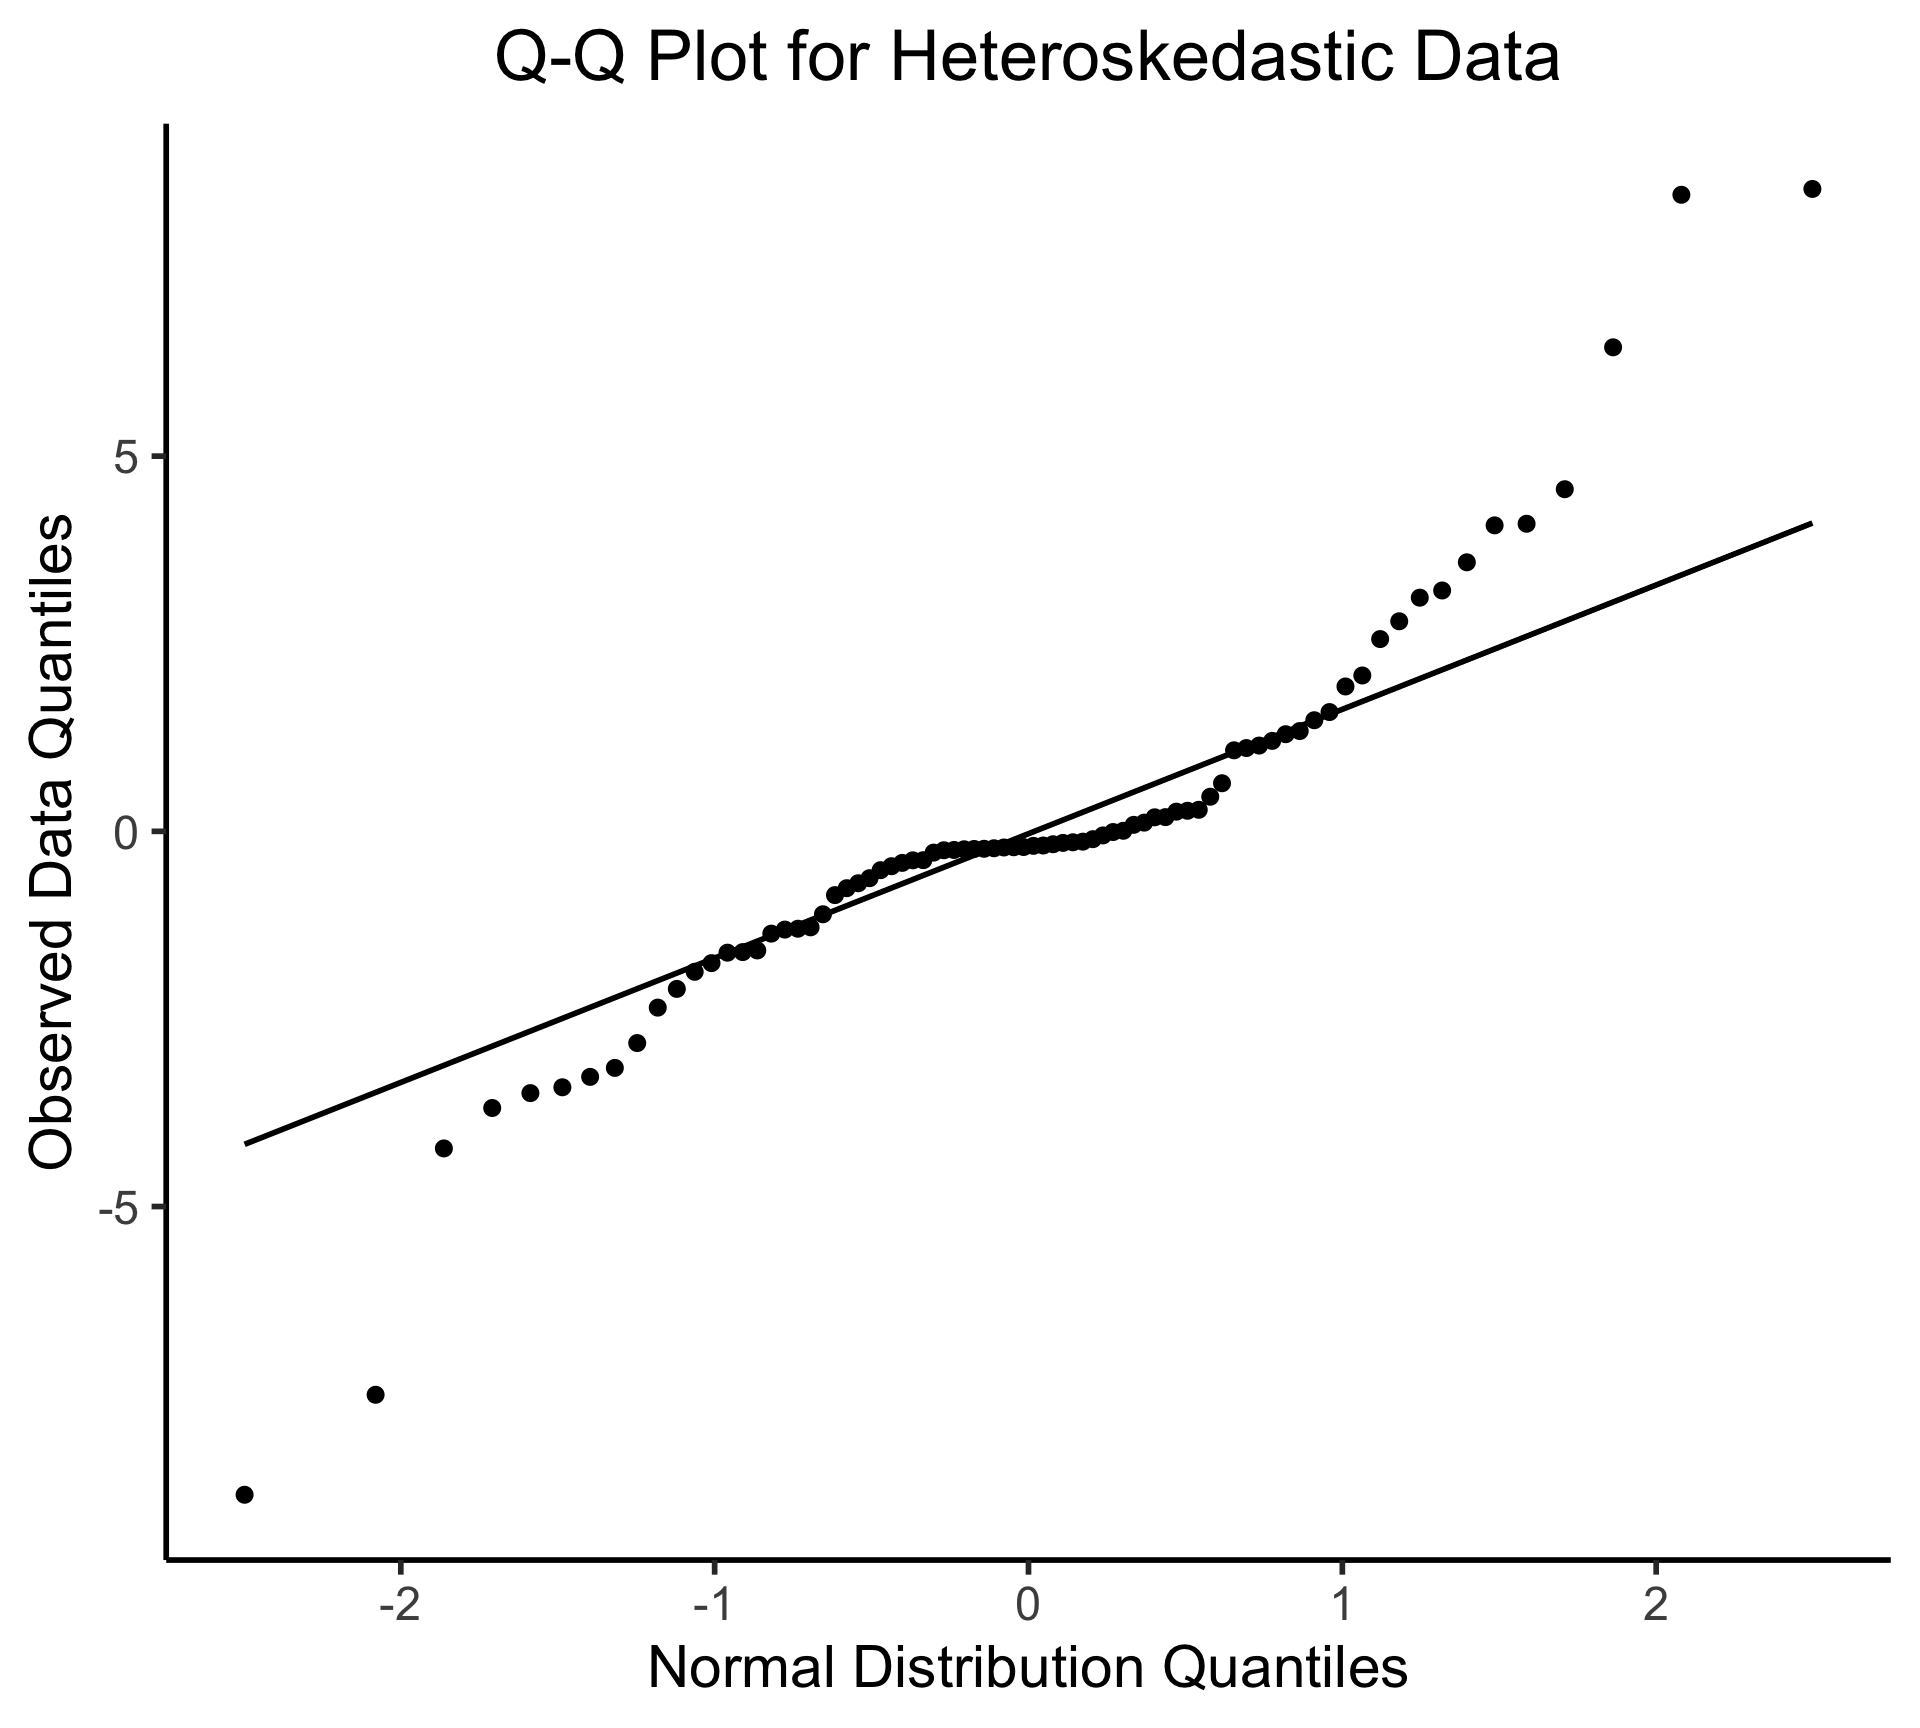 Q-Q Plot for Heteroskedastic Data
Observed Data Quantiles
5
0
-5
-2
-1
0
1
2
Normal Distribution Quantiles